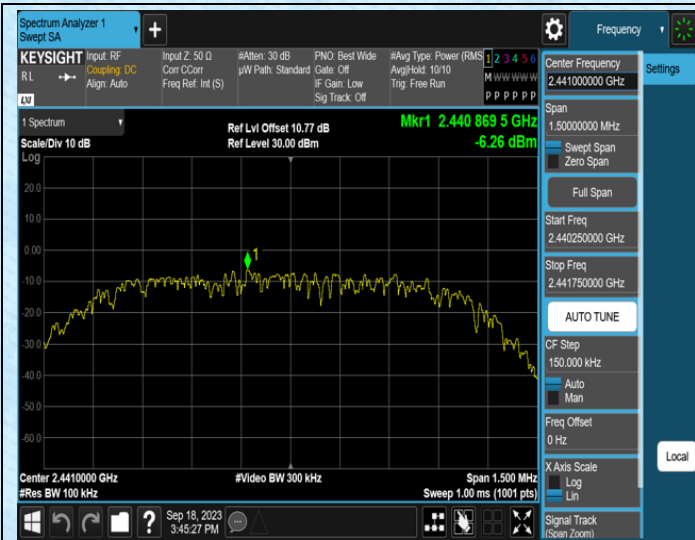 Spectrum Analyzer 1
Swept SA
Frequency
KEYSIGHT
RL
LXI
Input: RF
Coupling: DC
Align: Auto
Input Z: 50 Ω
Corr CCorr
Freq Ref: Int (S)
#Atten: 30 dB
µW Path: Standard
PNO: Best Wide
Gate: Off
IF Gain: Low
Sig Track: Off
#Avg Type: Power (RMS
Avg|Hold: 10/10
Trig: Free Run
1 2 3 4 5 6
M W W W W W
P P P P P P
1 Spectrum
Scale/Div 10 dB
Log
Ref Lvl Offset 10.77 dB
Ref Level 30.00 dBm
Mkr1 2.440 869 5 GHz
-6.26 dBm
20.0
10.0
0.00
-10.0
-20.0
-30.0
-40.0
-50.0
-60.0
1
Center 2.4410000 GHz
#Res BW 100 kHz
#Video BW 300 kHz
Span 1.500 MHz
Sweep 1.00 ms (1001 pts)
?
Sep 18, 2023
3:45:27 PM
Center Frequency
2.441000000 GHz
Span
1.50000000 MHz
Swept Span
Zero Span
Full Span
Start Freq
2.440250000 GHz
Stop Freq
2.441750000 GHz
AUTO TUNE
CF Step
150.000 kHz
Auto
Man
Freq Offset
0 Hz
X Axis Scale
Log
Lin
Signal Track
(Span Zoom)
Settings
Local